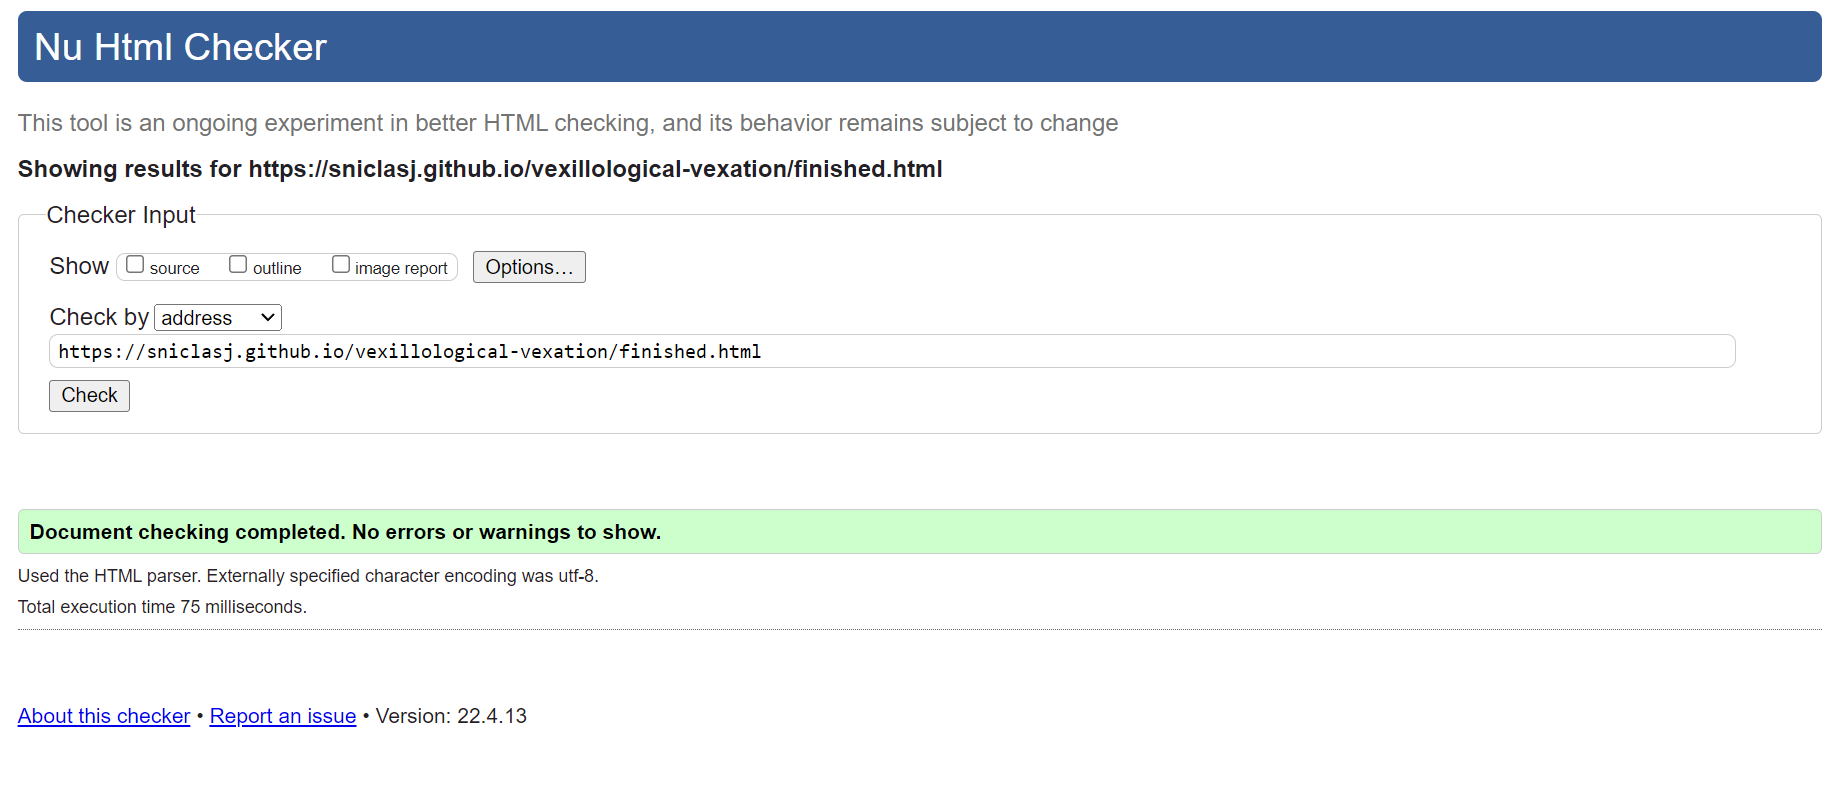 Nu Html Checker
This tool is an ongoing experiment in better HTML checking, and its behavior remains subject to change
Showing results for https://sniclasj.github.io/vexillological-vexation/finished.html
Checker Input
Show source outline image report Options...
Check by address
https://sniclasj.github.io/vexillological-vexation/finished.html
Check
Document checking completed. No errors or warnings to show.
Used the HTML parser. Externally specified character encoding was utf-8.
Total execution time 75 milliseconds.
About this checker • Report an issue • Version: 22.4.13